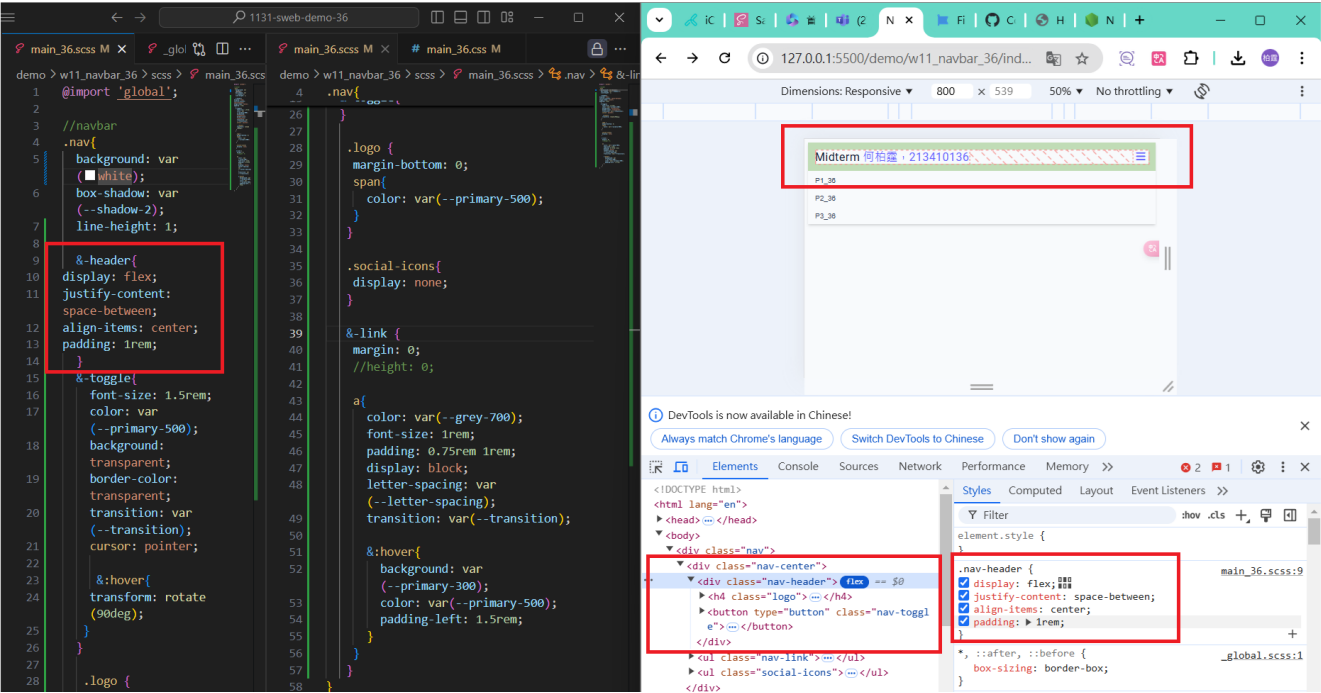 1131-sweb-demo-36
main_36.scss M
_glol
demo > w11_navbar_36 > scss > main_36.scss
1 @import 'global';
2
3 //navbar
4 .nav{
5 background: var
(white);
6 box-shadow: var
(--shadow-2);
7 line-height: 1;
8
9 &-header{
10 display: flex;
11 justify-content:
space-between;
12 align-items: center;
13 padding: 1rem;
14 }
15 &-toggle{
16 font-size: 1.5rem;
17 color: var
(--primary-500);
18 background:
transparent;
19 border-color:
transparent;
20 transition: var
(--transition);
21 cursor: pointer;
22
23 &:hover{
24 transform: rotate
(90deg);
25 }
26 }
27
28 .logo {
main_36.scss M
# main_36.css M
demo > w11_navbar_36 > scss > main_36.scss > .nav > &-lir
4 .nav{
26 }
27
28 .logo {
29 margin-bottom: 0;
30 span{
31 color: var(--primary-500);
32 }
33 }
34
35 .social-icons{
36 display: none;
37 }
38
39 &-link {
40 margin: 0;
41 //height: 0;
42
43 a{
44 color: var(--grey-700);
45 font-size: 1rem;
46 padding: 0.75rem 1rem;
47 display: block;
48 letter-spacing: var
(--letter-spacing);
49 transition: var(--transition);
50
51 &:hover{
52 background: var
(--primary-300);
53 color: var(--primary-500);
54 padding-left: 1.5rem;
55 }
56 }
57 }
58 }
iC
Sa
(2
N
Fi
H
N
127.0.0.1:5500/demo/w11_navbar_36/ind...
Dimensions: Responsive
800 × 539
50%
No throttling
Midterm 何柏霆,213410136
P1_36
P2_36
P3_36
DevTools is now available in Chinese!
Always match Chrome's language
Switch DevTools to Chinese
Don't show again
Elements Console Sources Network Performance Memory
2 1
<!DOCTYPE html>
<html lang="en">
<head> </head>
<body>
<div class="nav">
<div class="nav-center">
<div class="nav-header"> flex == $0
<h4 class="logo"> </h4>
<button type="button" class="nav-toggl
e"> </button>
</div>
<ul class="nav-link"> </ul>
<ul class="social-icons"> </ul>
</div>
Styles Computed Layout Event Listeners
Filter
:hov .cls
element.style {
}
.nav-header { main_36.scss:9
display: flex;
justify-content: space-between;
align-items: center;
padding: 1rem;
}
*, ::after, ::before { _global.scss:1
box-sizing: border-box;
}